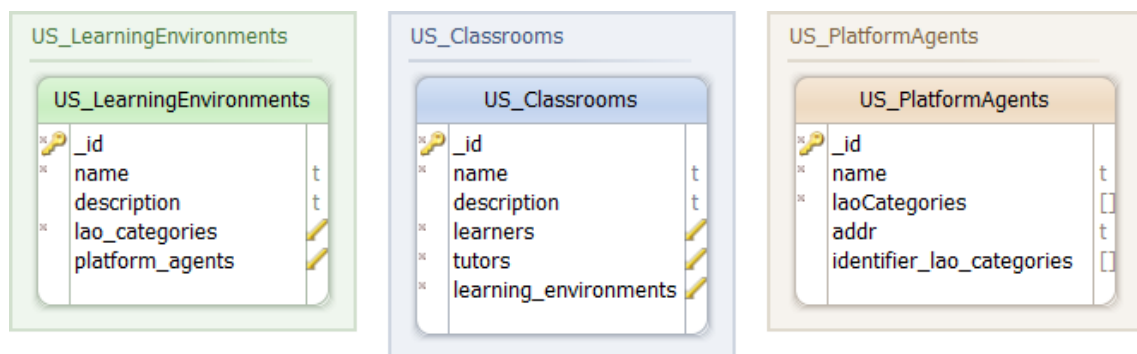 US_LearningEnvironments
US_LearningEnvironments
_id
name t
description t
lao_categories
platform_agents
US_Classrooms
US_Classrooms
_id
name t
description t
learners
tutors
learning_environments
US_PlatformAgents
US_PlatformAgents
_id
name t
laoCategories []
addr t
identifier_lao_categories []